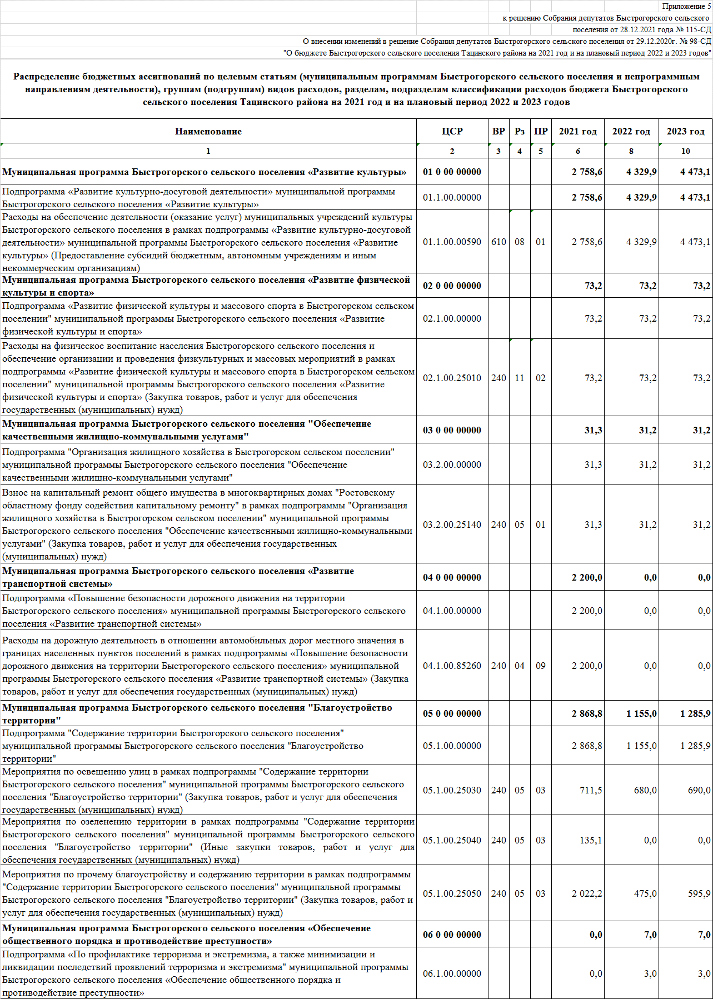 Приложение 5
к решению Собрания депутатов Быстрогорского сельского
поселения от 28.12.2021 года № 115-СД
О внесении изменений в решение Собрания депутатов Быстрогорского сельского поселения от 29.12.2020г. № 98-СД
"О бюджете Быстрогорского сельского поселения Тацинского района на 2021 год и на плановый период 2022 и 2023 годов"
Распределение бюджетных ассигнований по целевым статьям (муниципальным программам Быстрогорского сельского поселения и непрограммным
направлениям деятельности), группам (подгруппам) видов расходов, разделам, подразделам классификации расходов бюджета Быстрогорского
сельского поселения Тацинского района на 2021 год и на плановый период 2022 и 2023 годов
Наименование ЦСР ВР Рз ПР 2021 год 2022 год 2023 год
1 2 3 4 5 6 8 10
Муниципальная программа Быстрогорского сельского поселения «Развитие культуры» 01 0 00 00000 2 758,6 4 329,9 4 473,1
Подпрограмма «Развитие культурно-досуговой деятельности» муниципальной программы
Быстрогорского сельского поселения «Развитие культуры»
01.1.00.00000 2 758,6 4 329,9 4 473,1
Расходы на обеспечение деятельности (оказание услуг) муниципальных учреждений культуры
Быстрогорского сельского поселения в рамках подпрограммы «Развитие культурно-досуговой
деятельности» муниципальной программы Быстрогорского сельского поселения «Развитие
культуры» (Предоставление субсидий бюджетным, автономным учреждениям и иным
некоммерческим организациям)
01.1.00.00590 610 08 01 2 758,6 4 329,9 4 473,1
Муниципальная программа Быстрогорского сельского поселения «Развитие физической
культуры и спорта»
02 0 00 00000 73,2 73,2 73,2
Подпрограмма «Развитие физической культуры и массового спорта в Быстрогорском сельском
поселении" муниципальной программы Быстрогорского сельского поселения «Развитие
физической культуры и спорта»
02.1.00.00000 73,2 73,2 73,2
Расходы на физическое воспитание населения Быстрогорского сельского поселения и
обеспечение организации и проведения физкультурных и массовых мероприятий в рамках
подпрограммы «Развитие физической культуры и массового спорта в Быстрогорском сельском
поселении" муниципальной программы Быстрогорского сельского поселения «Развитие
физической культуры и спорта» (Закупка товаров, работ и услуг для обеспечения
государственных (муниципальных) нужд)
02.1.00.25010 240 11 02 73,2 73,2 73,2
Муниципальная программа Быстрогорского сельского поселения "Обеспечение
качественными жилищно-коммунальными услугами"
03 0 00 00000 31,3 31,2 31,2
Подпрограмма "Организация жилищного хозяйства в Быстрогорском сельском поселении"
муниципальной программы Быстрогорского сельского поселения "Обеспечение
качественными жилищно-коммунальными услугами"
03.2.00.00000 31,3 31,2 31,2
Взнос на капитальный ремонт общего имущества в многоквартирных домах "Ростовскому
областному фонду содействия капитальному ремонту" в рамках подпрограммы "Организация
жилищного хозяйства в Быстрогорском сельском поселении" муниципальной программы
Быстрогорского сельского поселения "Обеспечение качественными жилищно-коммунальными
услугами" (Закупка товаров, работ и услуг для обеспечения государственных
(муниципальных) нужд)
03.2.00.25140 240 05 01 31,3 31,2 31,2
Муниципальная программа Быстрогорского сельского поселения «Развитие
транспортной системы»
04 0 00 00000 2 200,0 0,0 0,0
Подпрограмма «Повышение безопасности дорожного движения на территории
Быстрогорского сельского поселения» муниципальной программы Быстрогорского сельского
поселения «Развитие транспортной системы»
04.1.00.00000 2 200,0 0,0 0,0
Расходы на дорожную деятельность в отношении автомобильных дорог местного значения в
границах населенных пунктов поселений в рамках подпрограммы «Повышение безопасности
дорожного движения на территории Быстрогорского сельского поселения» муниципальной
программы Быстрогорского сельского поселения «Развитие транспортной системы» (Закупка
товаров, работ и услуг для обеспечения государственных (муниципальных) нужд)
04.1.00.85260 240 04 09 2 200,0 0,0 0,0
Муниципальная программа Быстрогорского сельского поселения "Благоустройство
территории"
05 0 00 00000 2 868,8 1 155,0 1 285,9
Подпрограмма "Содержание территории Быстрогорского сельского поселения"
муниципальной программы Быстрогорского сельского поселения "Благоустройство
территории"
05.1.00.00000 2 868,8 1 155,0 1 285,9
Мероприятия по освещению улиц в рамках подпрограммы "Содержание территории
Быстрогорского сельского поселения" муниципальной программы Быстрогорского сельского
поселения "Благоустройство территории" (Закупка товаров, работ и услуг для обеспечения
государственных (муниципальных) нужд)
05.1.00.25030 240 05 03 711,5 680,0 690,0
Мероприятия по озеленению территории в рамках подпрограммы "Содержание территории
Быстрогорского сельского поселения" муниципальной программы Быстрогорского сельского
поселения "Благоустройство территории" (Иные закупки товаров, работ и услуг для
обеспечения государственных (муниципальных) нужд)
05.1.00.25040 240 05 03 135,1 0,0 0,0
Мероприятия по прочему благоустройству и содержанию территории в рамках подпрограммы
"Содержание территории Быстрогорского сельского поселения" муниципальной программы
Быстрогорского сельского поселения "Благоустройство территории" (Закупка товаров, работ и
услуг для обеспечения государственных (муниципальных) нужд)
05.1.00.25050 240 05 03 2 022,2 475,0 595,9
Муниципальная программа Быстрогорского сельского поселения «Обеспечение
общественного порядка и противодействие преступности»
06 0 00 00000 0,0 7,0 7,0
Подпрограмма «По профилактике терроризма и экстремизма, а также минимизации и
ликвидации последствий проявлений терроризма и экстремизма" муниципальной программы
Быстрогорского сельского поселения «Обеспечение общественного порядка и
противодействие преступности»
06.1.00.00000 0,0 3,0 3,0